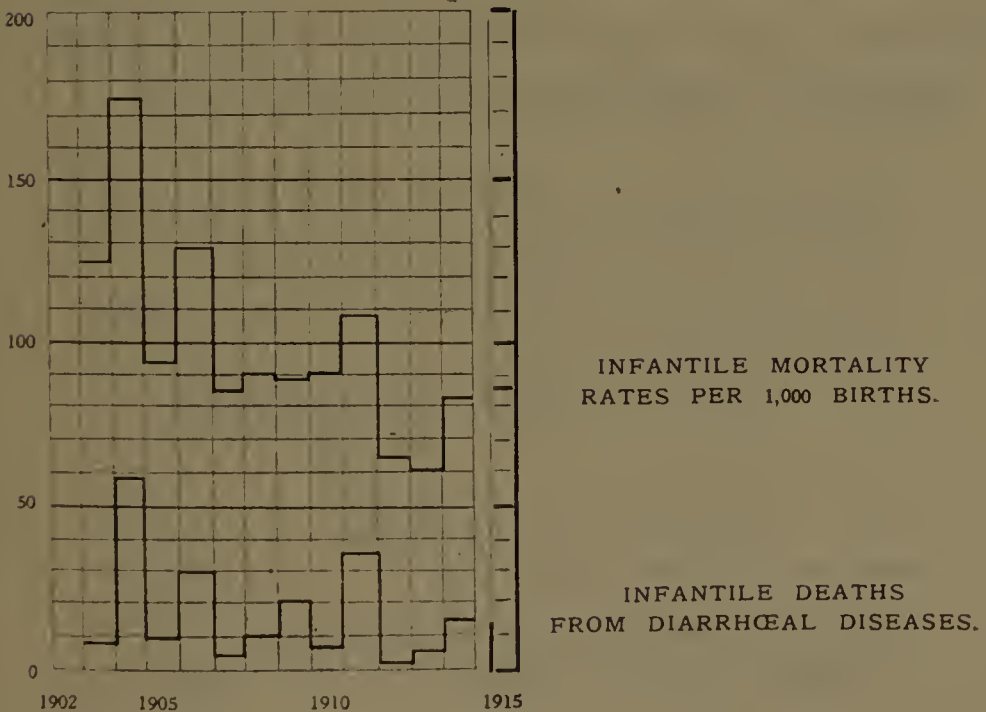 200
150
100
50
0
1902 1905 1910 1915
INFANTILE MORTALITY
RATES PER 1,000 BIRTHS.
INFANTILE DEATHS
FROM DIARRHŒAL DISEASES.